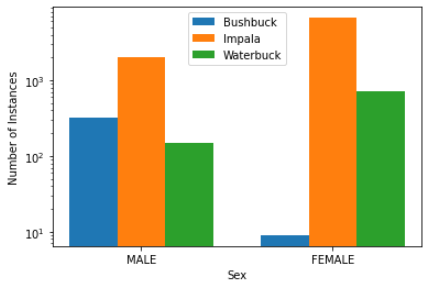 Bushbuck
Impala
Waterbuck
Number of Instances
10³
10²
10¹
MALE
FEMALE
Sex